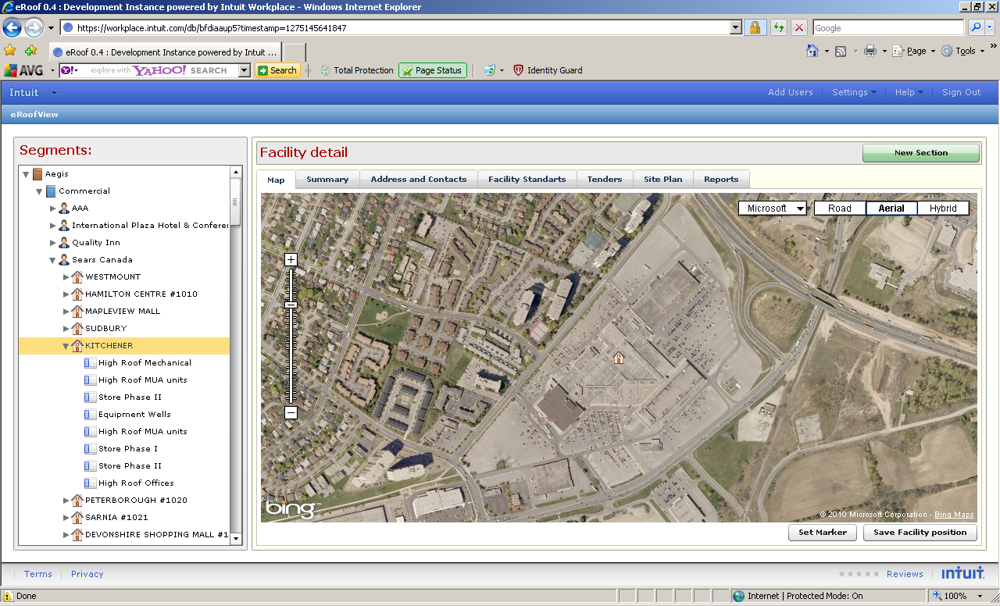 eRoof 0.4 : Development Instance powered by Intuit Workplace - Windows Internet Explorer
https://workplace.intuit.com/db/bfdiaaup5?timestamp=1275145641847
Google
eRoof 0.4 : Development Instance powered by Intuit ...
Page
Tools
AVG
Y! explore with YAHOO! SEARCH
Search
Total Protection
Page Status
Identity Guard
Intuit
Add Users
Settings
Help
Sign Out
eRoofView
Segments:
Aegis
Commercial
AAA
International Plaza Hotel & Confere
Quality Inn
Sears Canada
WESTMOUNT
HAMILTON CENTRE #1010
MAPLEVIEW MALL
SUDBURY
KITCHENER
High Roof Mechanical
High Roof MUA units
Store Phase II
Equipment Wells
High Roof MUA units
Store Phase I
Store Phase II
High Roof Offices
PETERBOROUGH #1020
SARNIA #1021
DEVONSHIRE SHOPPING MALL #1
Facility detail
New Section
Map
Summary
Address and Contacts
Facility Standarts
Tenders
Site Plan
Reports
Microsoft
Road
Aerial
Hybrid
bing™
© 2010 Microsoft Corporation - Bing Maps
Set Marker
Save Facility position
Terms
Privacy
Reviews
intuit.
Done
Internet | Protected Mode: On
100%